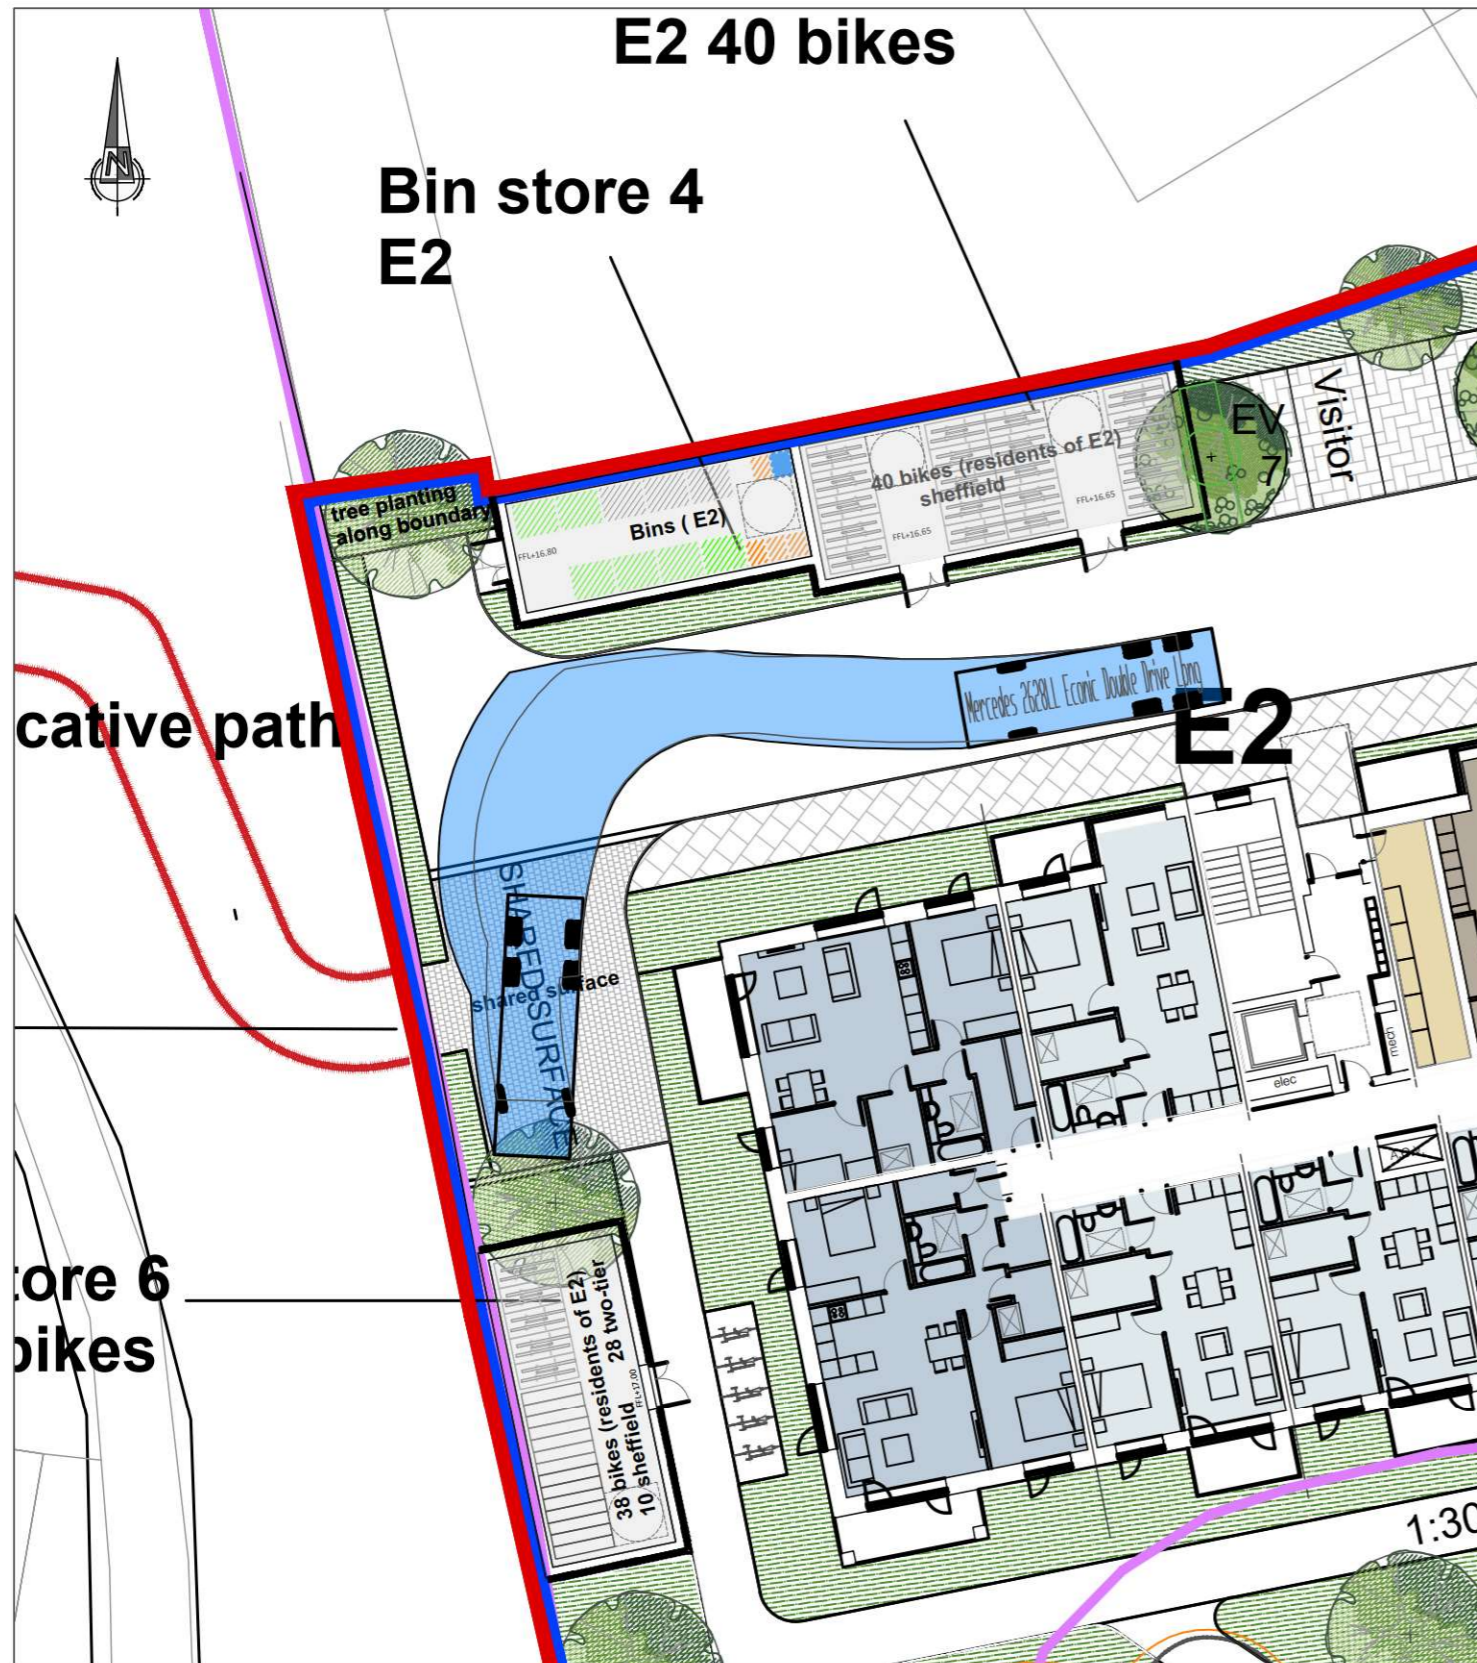 E2 40 bikes
N
Bin store 4
E2
tree planting
along boundary
FFL+16.80
Bins ( E2)
40 bikes (residents of E2)
sheffield
FFL+16.65
FFL+16.65
EV
7
Visitor
Mercedes 2628LL Econic Double Drive Long
E2
cative path
SHARED SURFACE
shared surface
mech
elec
tore 6
bikes
38 bikes (residents of E2)
10 sheffield
28 two-tier
FFL+17.00
1:30